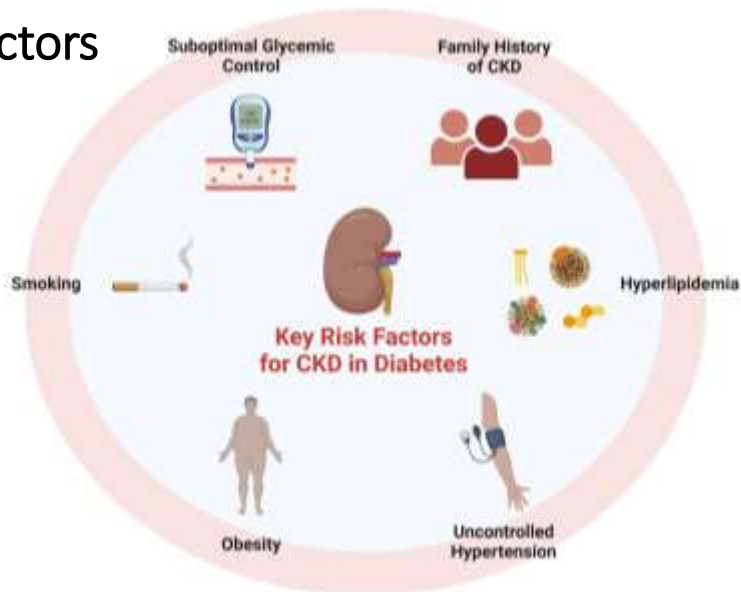 ctors
Suboptimal Glycemic
Control
Family History
of CKD
Smoking
Hyperlipidemia
Key Risk Factors
for CKD in Diabetes
Obesity
Uncontrolled
Hypertension